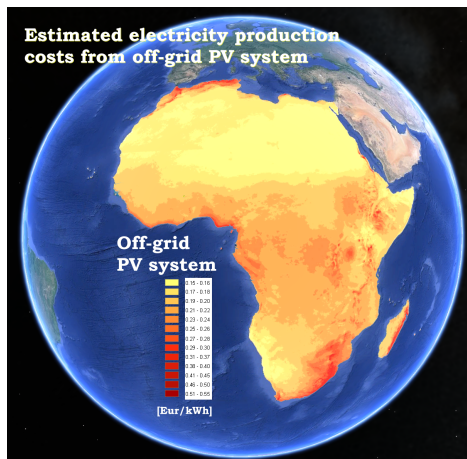 Estimated electricity production
costs from off-grid PV system
Off-grid
PV system
0.15 - 0.16
0.17 - 0.18
0.19 - 0.20
0.21 - 0.22
0.23 - 0.24
0.25 - 0.26
0.27 - 0.28
0.29 - 0.30
0.31 - 0.37
0.38 - 0.40
0.41 - 0.45
0.46 - 0.50
0.51 - 0.55
[Eur/kWh]